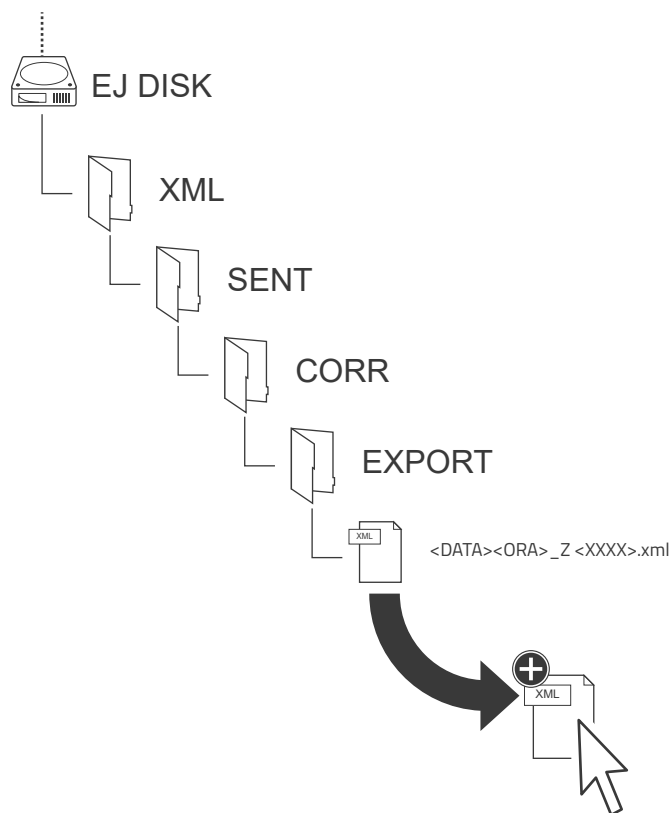 EJ DISK
XML
SENT
CORR
EXPORT
XML
<DATA><ORA>_Z <XXXX>.xml
XML